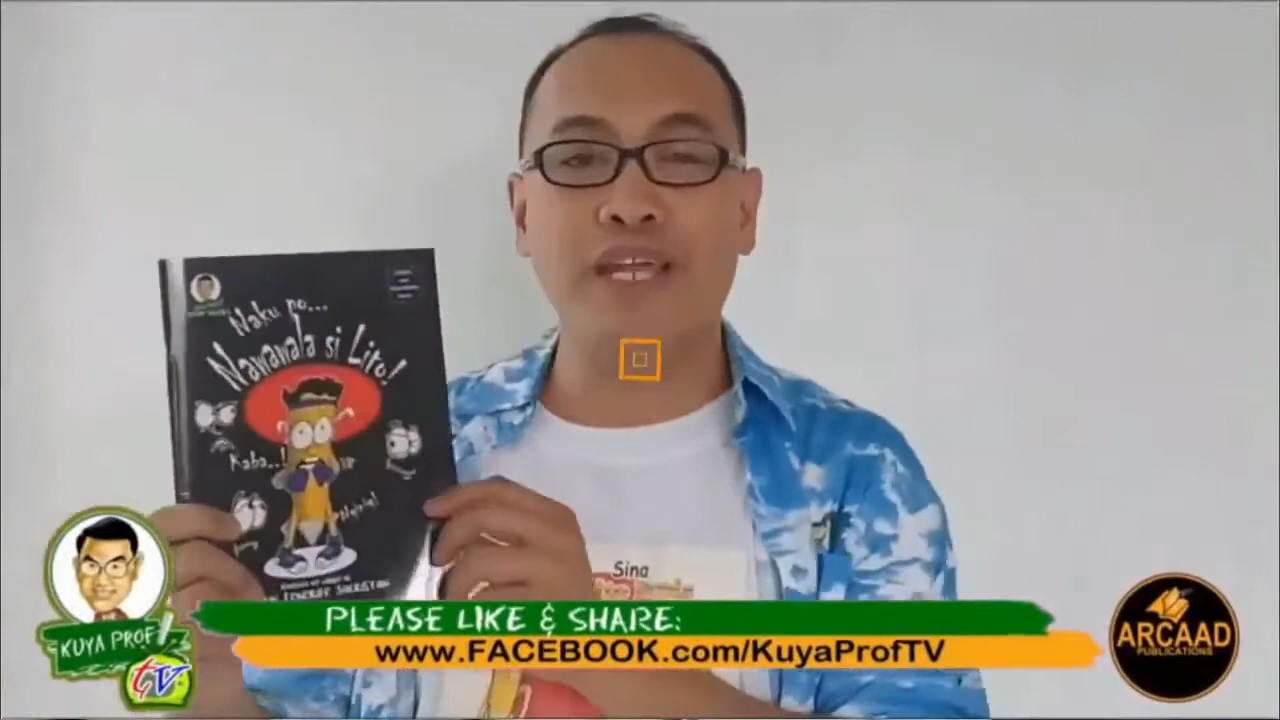 Naku po...
Nawawala si Lito!
Kaba..!
Sina
PLEASE LIKE & SHARE:
www.FACEBOOK.com/KuyaProfTV
KUYA PROF!
TV
ARCAAD
PUBLICATIONS